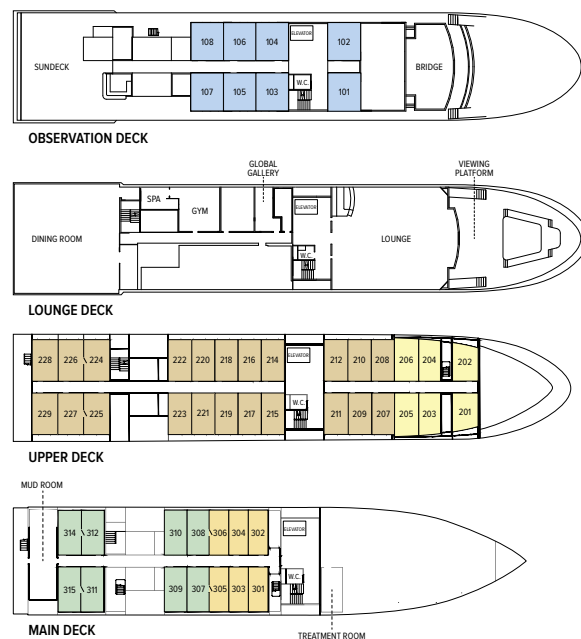 108 106 104 ELEVATOR 102
SUNDECK BRIDGE
W.C.
107 105 103 101
OBSERVATION DECK
GLOBAL
GALLERY
VIEWING
PLATFORM
SPA
GYM
ELEVATOR
DINING ROOM LOUNGE
W.C.
LOUNGE DECK
228 226 224 222 220 218 216 214 ELEVATOR 212 210 208 206 204 202
W.C.
229 227 225 223 221 219 217 215 211 209 207 205 203 201
UPPER DECK
MUD ROOM
314 312 310 308 306 304 302 ELEVATOR
W.C.
315 311 309 307 305 303 301
MAIN DECK
TREATMENT ROOM